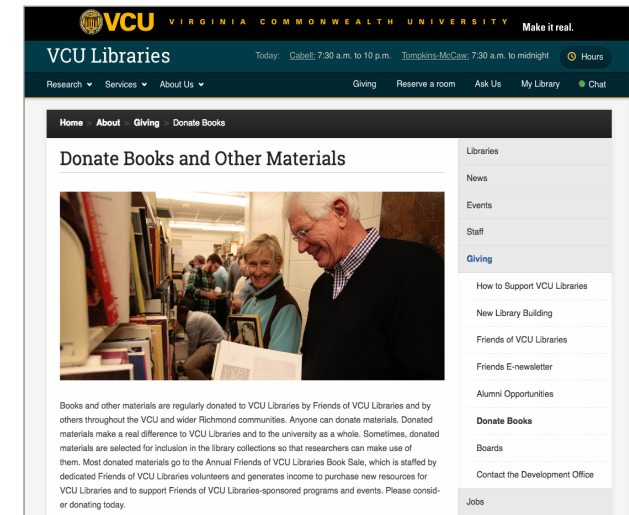 VCU VIRGINIA COMMONWEALTH UNIVERSITY Make it real.
VCU Libraries Today: Cabell: 7:30 a.m. to 10 p.m. Tompkins-McCaw: 7:30 a.m. to midnight Hours
Research Services About Us Giving Reserve a room Ask Us My Library Chat
Home > About > Giving > Donate Books
Donate Books and Other Materials
Books and other materials are regularly donated to VCU Libraries by Friends of VCU Libraries and by
others throughout the VCU and wider Richmond communities. Anyone can donate materials. Donated
materials make a real difference to VCU Libraries and to the university as a whole. Sometimes, donated
materials are selected for inclusion in the library collections so that researchers can make use of
them. Most donated materials go to the Annual Friends of VCU Libraries Book Sale, which is staffed by
dedicated Friends of VCU Libraries volunteers and generates income to purchase new resources for
VCU Libraries and to support Friends of VCU Libraries-sponsored programs and events. Please consid-
er donating today.
Libraries
News
Events
Staff
Giving
How to Support VCU Libraries
New Library Building
Friends of VCU Libraries
Friends E-newsletter
Alumni Opportunities
Donate Books
Boards
Contact the Development Office
Jobs